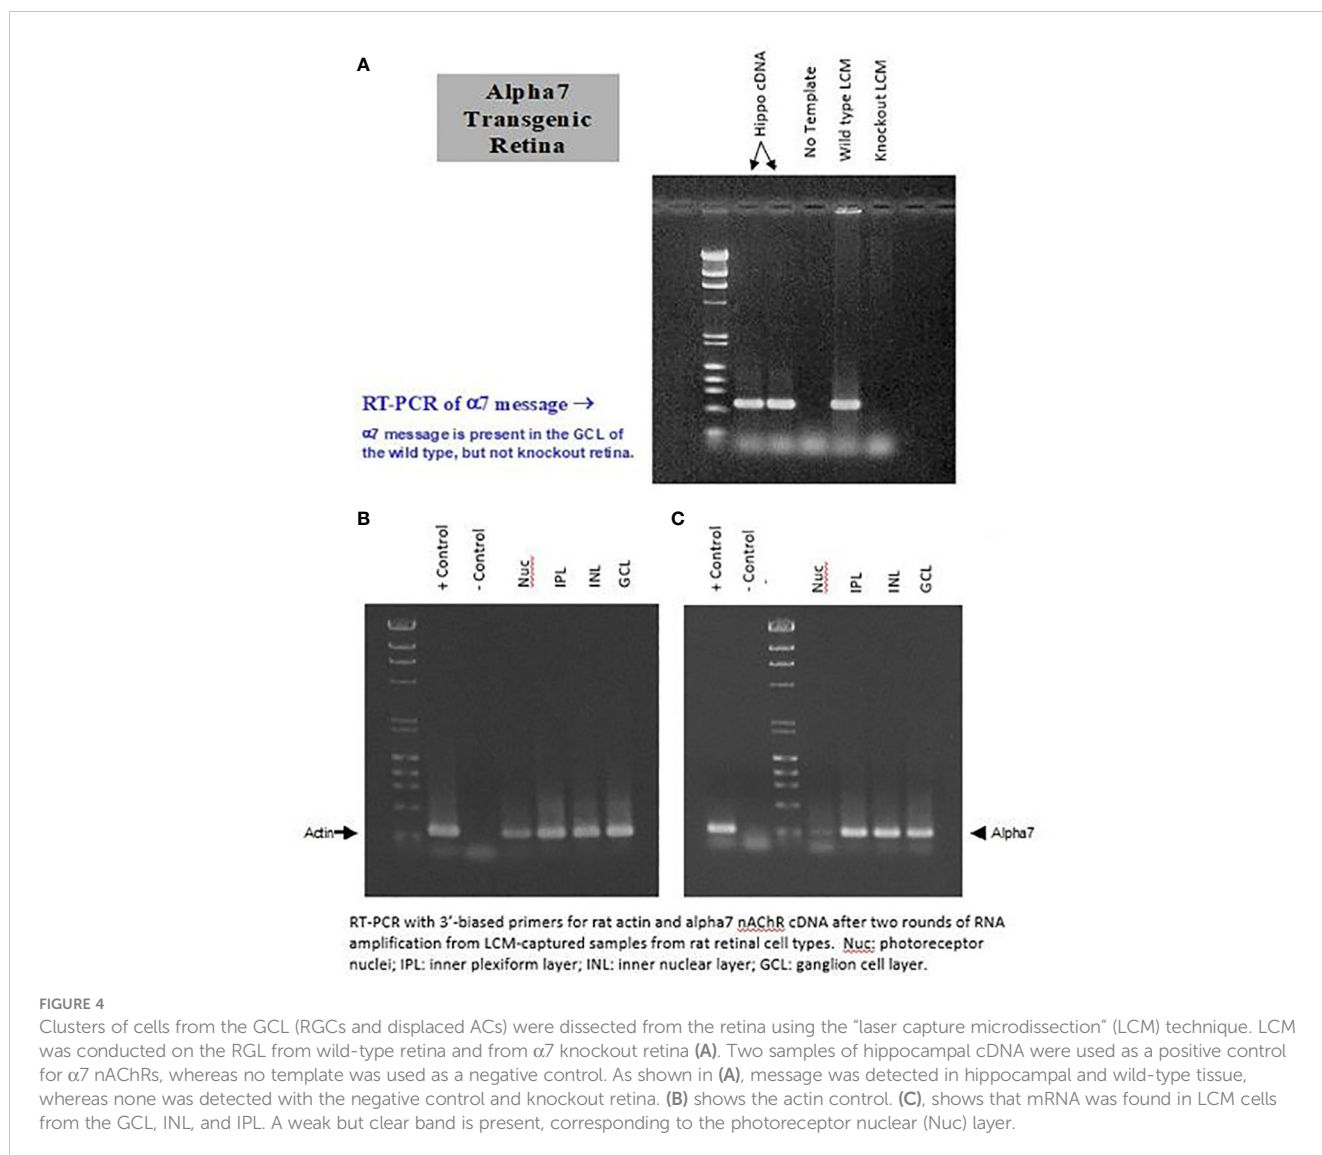 A
Alpha7
Transgenic
Retina
Hippo cDNA
No Template
Wild type LCM
Knockout LCM
RT-PCR of α7 message →
α7 message is present in the GCL of
the wild type, but not knockout retina.
B
+ Control
- Control
Nuc
IPL
INL
GCL
Actin
C
+ Control
- Control
Nuc
IPL
INL
GCL
Alpha7
RT-PCR with 3’-biased primers for rat actin and alpha7 nAChR cDNA after two rounds of RNA
amplification from LCM-captured samples from rat retinal cell types. Nuc: photoreceptor
nuclei; IPL: inner plexiform layer; INL: inner nuclear layer; GCL: ganglion cell layer.
FIGURE 4
Clusters of cells from the GCL (RGCs and displaced ACs) were dissected from the retina using the “laser capture microdissection” (LCM) technique. LCM
was conducted on the RGL from wild-type retina and from α7 knockout retina (A). Two samples of hippocampal cDNA were used as a positive control
for α7 nAChRs, whereas no template was used as a negative control. As shown in (A), message was detected in hippocampal and wild-type tissue,
whereas none was detected with the negative control and knockout retina. (B) shows the actin control. (C), shows that mRNA was found in LCM cells
from the GCL, INL, and IPL. A weak but clear band is present, corresponding to the photoreceptor nuclear (Nuc) layer.